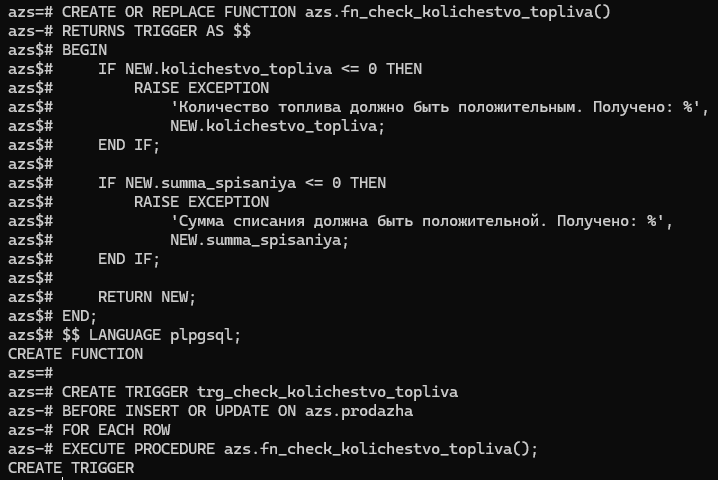 azs=# CREATE OR REPLACE FUNCTION azs.fn_check_kolichestvo_topliva()
azs-# RETURNS TRIGGER AS $$
azs$# BEGIN
azs$#     IF NEW.kolichestvo_topliva <= 0 THEN
azs$#         RAISE EXCEPTION
azs$#             'Количество топлива должно быть положительным. Получено: %',
azs$#             NEW.kolichestvo_topliva;
azs$#     END IF;
azs$#
azs$#     IF NEW.summa_spisaniya <= 0 THEN
azs$#         RAISE EXCEPTION
azs$#             'Сумма списания должна быть положительной. Получено: %',
azs$#             NEW.summa_spisaniya;
azs$#     END IF;
azs$#
azs$#     RETURN NEW;
azs$# END;
azs$# $$ LANGUAGE plpgsql;
CREATE FUNCTION
azs=#
azs=# CREATE TRIGGER trg_check_kolichestvo_topliva
azs-# BEFORE INSERT OR UPDATE ON azs.prodazha
azs-# FOR EACH ROW
azs-# EXECUTE PROCEDURE azs.fn_check_kolichestvo_topliva();
CREATE TRIGGER